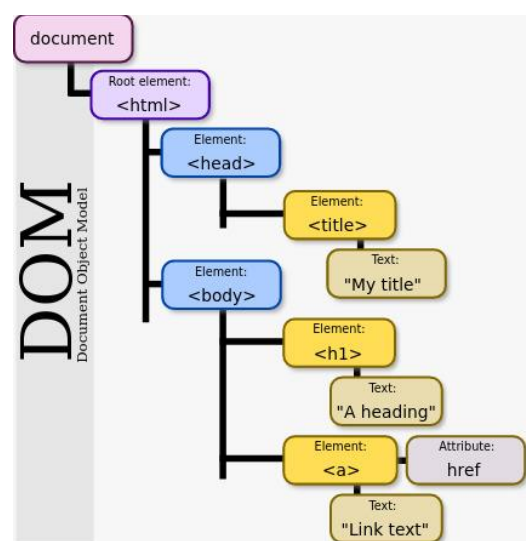 document
Root element:
<html>
Element:
<head>
Element:
<title>
Text:
"My title"
Element:
<body>
Element:
<h1>
Text:
"A heading"
Element:
<a>
Attribute:
href
Text:
"Link text"
DOM
Document Object Model